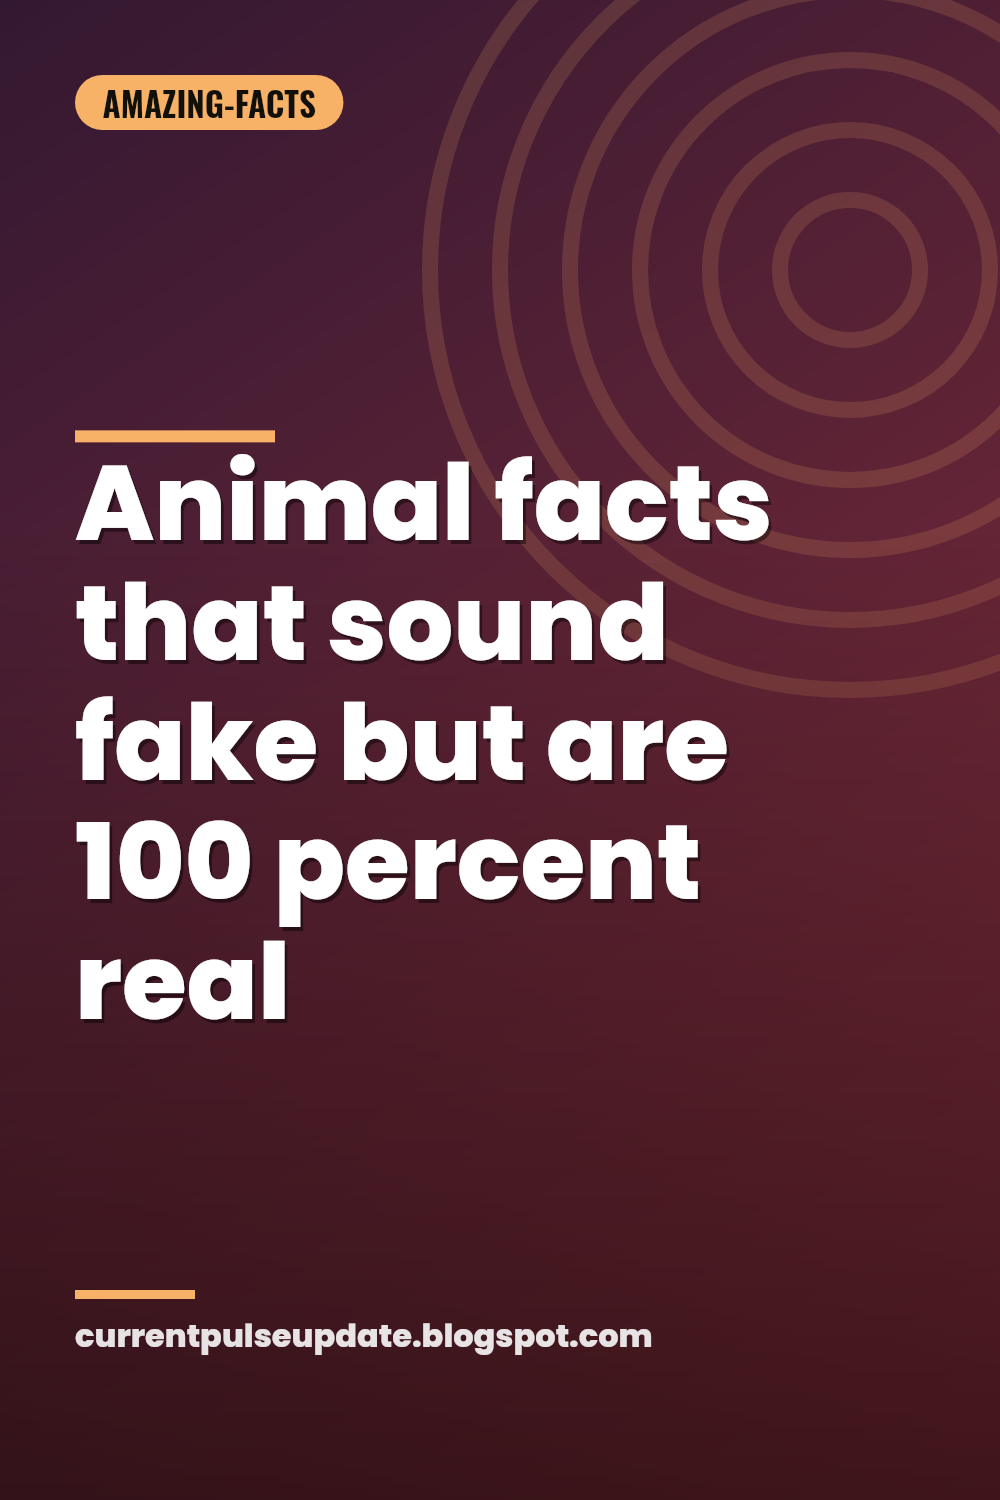 AMAZING-FACTS
Animal facts
that sound
fake but are
100 percent
real
currentpulseupdate.blogspot.com